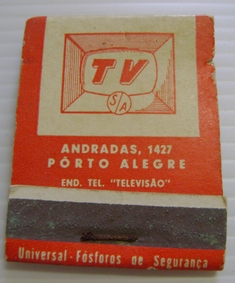 TV
S/A
ANDRADAS, 1427
PÔRTO ALEGRE
END. TEL. "TELEVISÃO"
Universal - Fósforos de Segurança